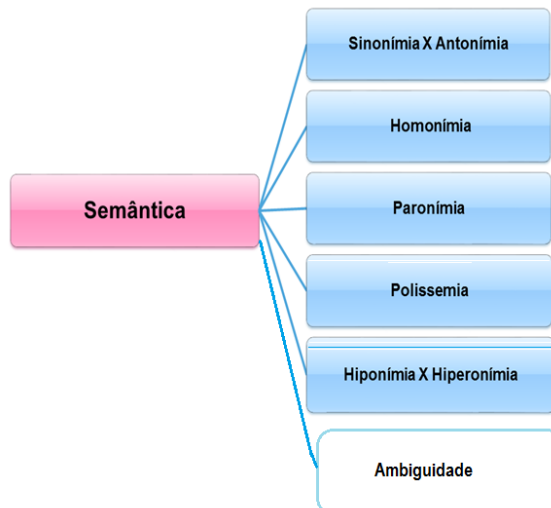 Semântica
Sinonímia X Antonímia
Homonímia
Paronímia
Polissemia
Hiponímia X Hiperonímia
Ambiguidade